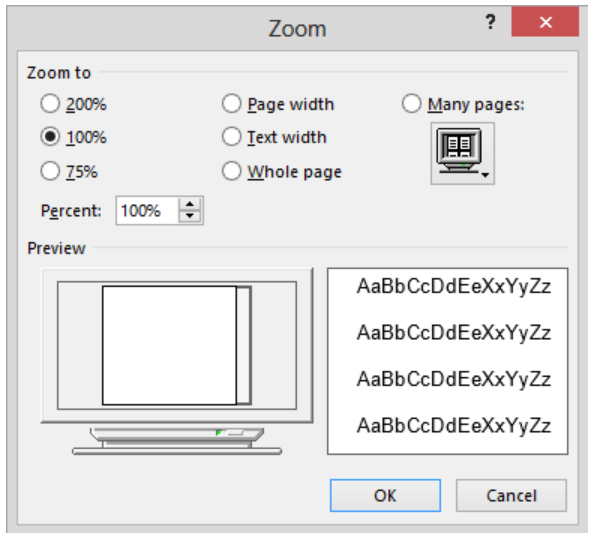 Zoom ?
Zoom to
200% Page width Many pages:
100% Text width
75% Whole page
Percent: 100%
Preview
AaBbCcDdEeXxYyZz
AaBbCcDdEeXxYyZz
AaBbCcDdEeXxYyZz
AaBbCcDdEeXxYyZz
OK Cancel